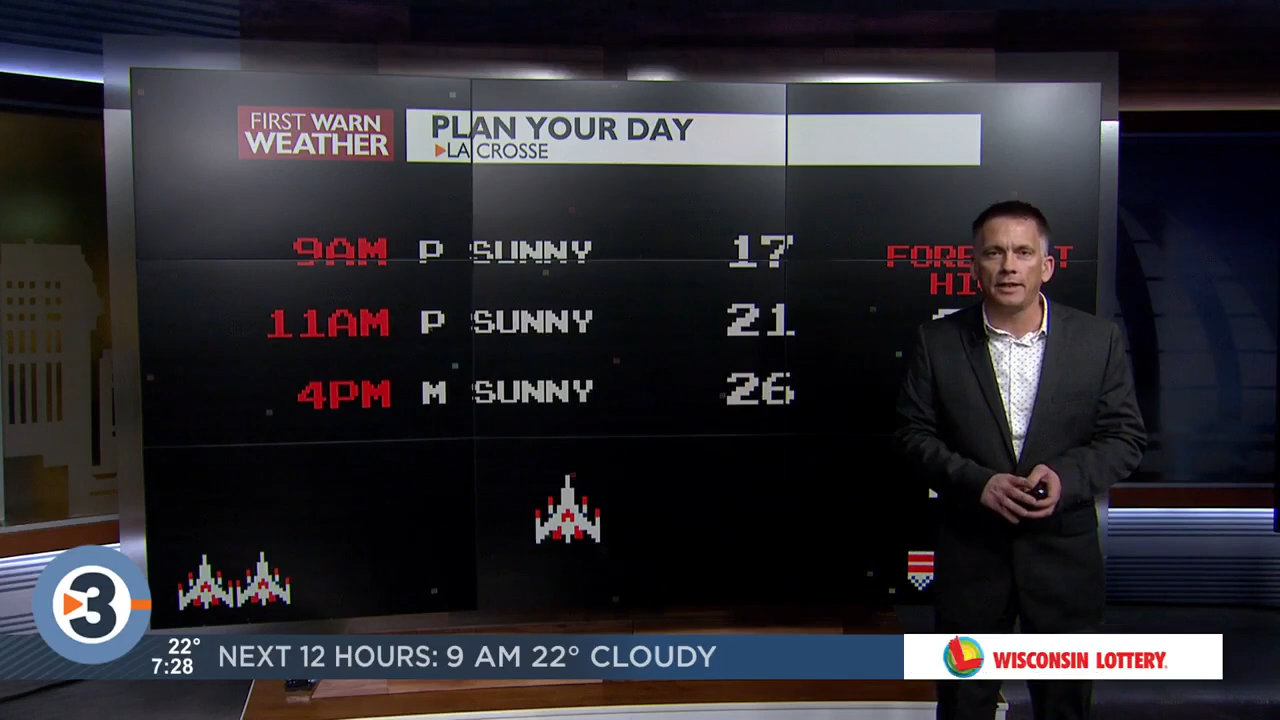 FIRST WARN
WEATHER
PLAN YOUR DAY
LA CROSSE
9AM P SUNNY 17
11AM P SUNNY 21
4PM M SUNNY 26
3
22°
7:28
NEXT 12 HOURS: 9 AM 22° CLOUDY
WISCONSIN LOTTERY